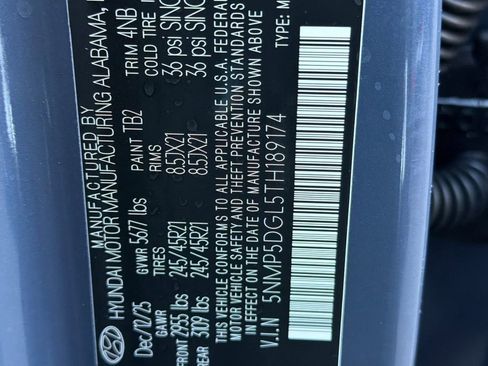 MANUFACTURED BY
HYUNDAI MOTOR MANUFACTURING ALABAMA,
Dec/12/25 GVWR 5677 lbs PAINT TB2 TRIM 4NB
GAWR TIRES RIMS COLD TIRE
FRONT 2955 lbs 245/45R21 8.5JX21 36 psi SING
REAR 3109 lbs 245/45R21 8.5JX21 36 psi SING
THIS VEHICLE CONFORMS TO ALL APPLICABLE U.S.A. FEDERAL
MOTOR VEHICLE SAFETY AND THEFT PREVENTION STANDARDS
IN EFFECT ON THE DATE OF MANUFACTURE SHOWN ABOVE
V.I.N 5NMP5DGL5TH189174 TYPE: M